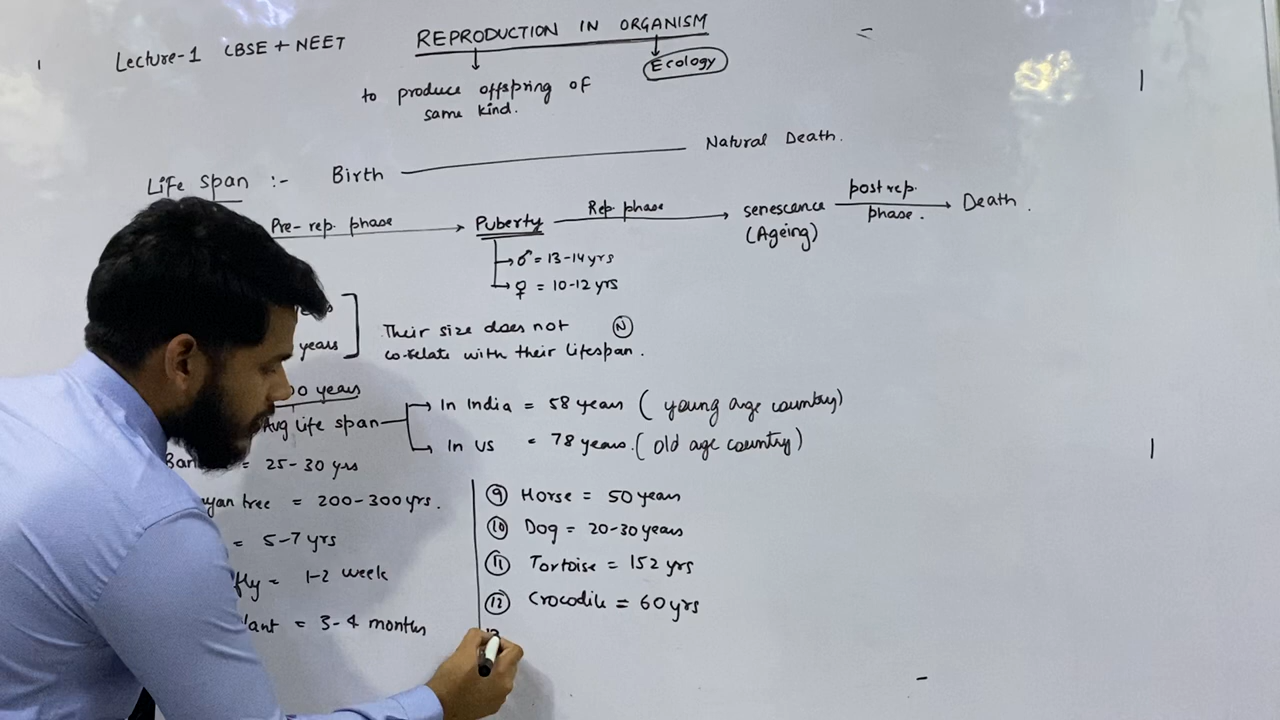 Lecture-1 CBSE + NEET
REPRODUCTION IN ORGANISM
Ecology
to produce offspring of
same kind.
Life span :- Birth Natural Death.
Pre-rep. phase Puberty Rep phase senescence (Ageing) post rep. phase. Death.
♂ = 13-14 yrs
♀ = 10-12 yrs
years
Their size does not
co-relate with their lifespan.
N
years
Avg life span
In India = 58 years ( young age country)
In US = 78 years. ( old age country)
= 25-30 yrs
tree = 200-300 yrs.
= 5-7 yrs
fly = 1-2 week
= 3-4 months
9 Horse = 50 years
10 Dog = 20-30 years
11 Tortoise = 152 yrs
12 Crocodile = 60 yrs